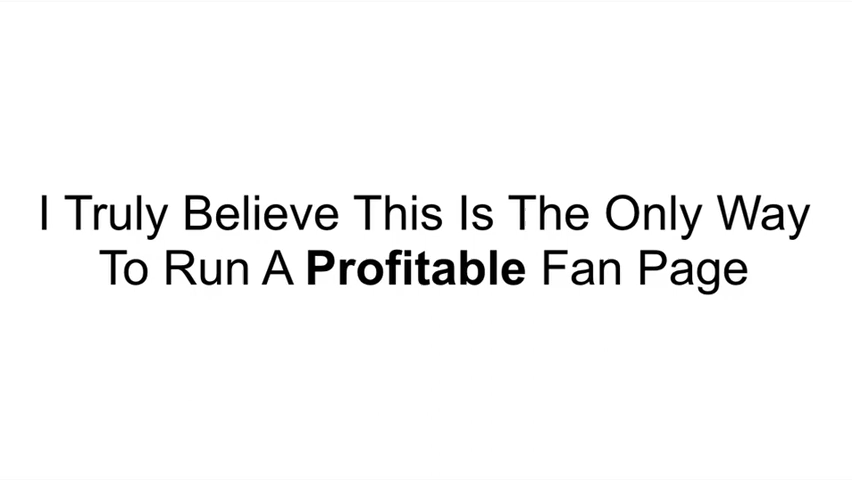 I Truly Believe This Is The Only Way
To Run A Profitable Fan Page